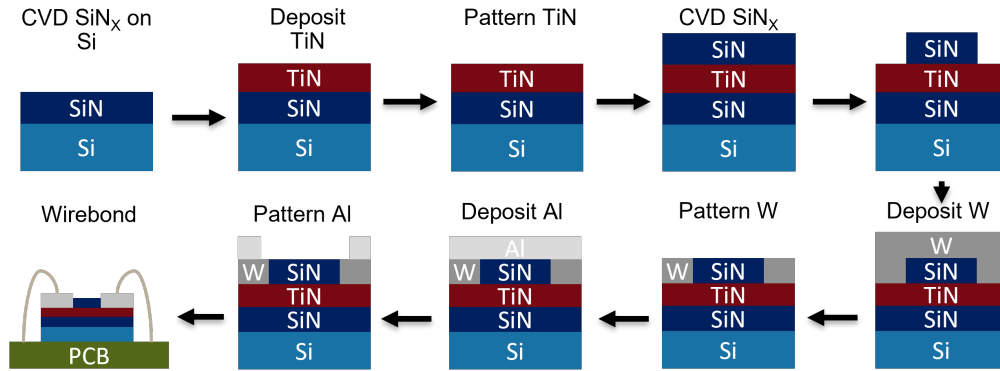 CVD SiNX on
Si
Deposit
TiN
Pattern TiN
CVD SiNX
SiN
Si
TiN
SiN
Si
TiN
SiN
Si
SiN
TiN
SiN
Si
SiN
TiN
SiN
Si
Wirebond
Pattern Al
Deposit Al
Pattern W
Deposit W
PCB
W SiN
TiN
SiN
Si
Al
W SiN
TiN
SiN
Si
W SiN
TiN
SiN
Si
W
SiN
TiN
SiN
Si